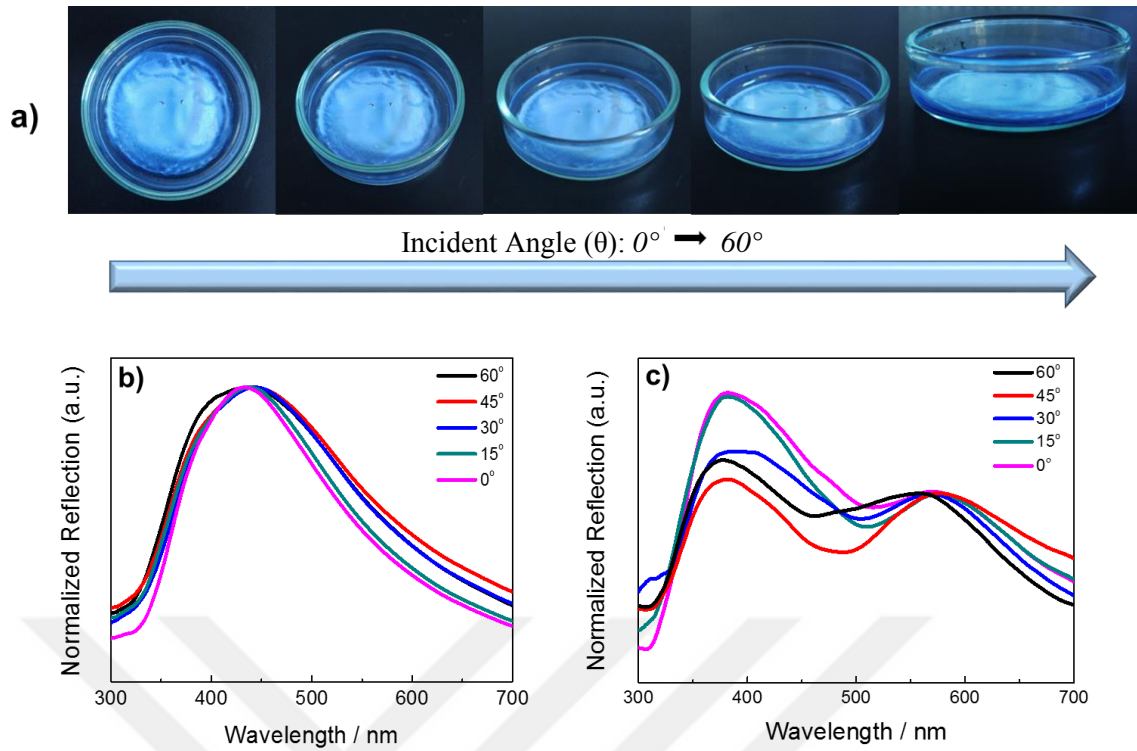 a)
Incident Angle (θ): 0° → 60°
b)
Normalized Reflection (a.u.)
60°
45°
30°
15°
0°
300 400 500 600 700
Wavelength / nm
c)
Normalized Reflection (a.u.)
60°
45°
30°
15°
0°
300 400 500 600 700
Wavelength / nm